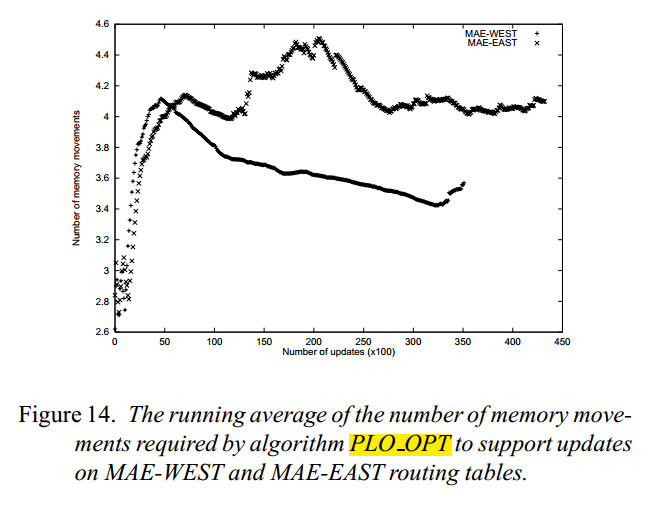 4.6
4.4
4.2
4
3.8
3.6
3.4
3.2
3
2.8
2.6
Number of memory movements
MAE-WEST
MAE-EAST
0 50 100 150 200 250 300 350 400 450
Number of updates (x100)
Figure 14. The running average of the number of memory move-
ments required by algorithm PLO_OPT to support updates
on MAE-WEST and MAE-EAST routing tables.